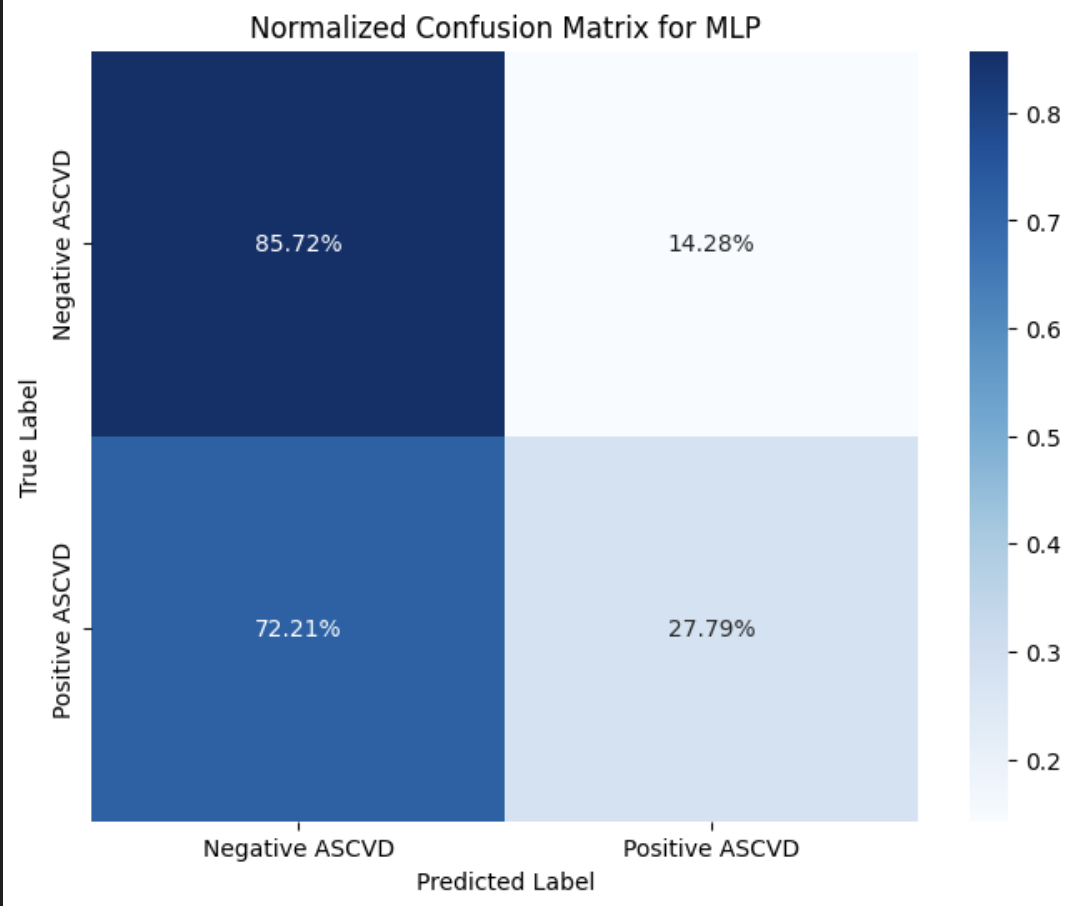 Normalized Confusion Matrix for MLP
True Label
Negative ASCVD
Positive ASCVD
85.72%
14.28%
72.21%
27.79%
Negative ASCVD
Positive ASCVD
Predicted Label
0.8
0.7
0.6
0.5
0.4
0.3
0.2